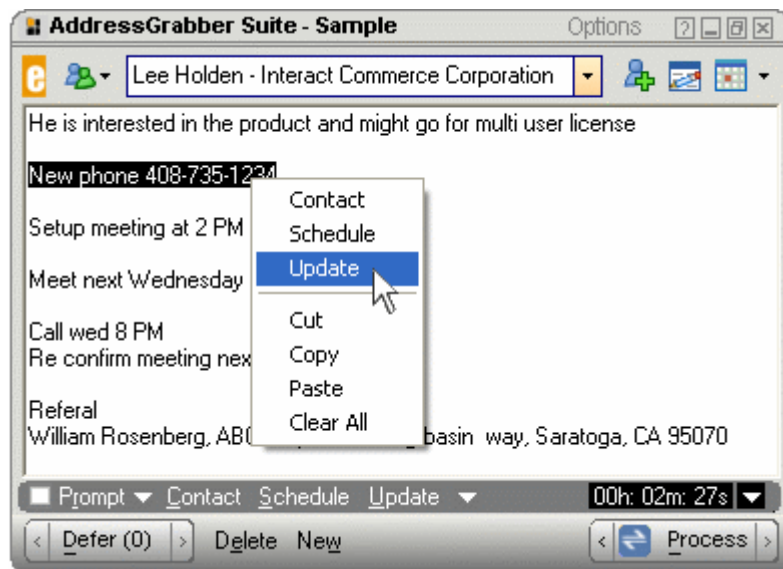 AddressGrabber Suite - Sample Options
Lee Holden - Interact Commerce Corporation
He is interested in the product and might go for multi user license
New phone 408-735-1234
Setup meeting at 2 PM
Meet next Wednesday
Call wed 8 PM
Re confirm meeting nex
Referal
William Rosenberg, AB basin way, Saratoga, CA 95070
Contact
Schedule
Update
Cut
Copy
Paste
Clear All
Prompt Contact Schedule Update 00h: 02m: 27s
Defer (0) Delete New Process